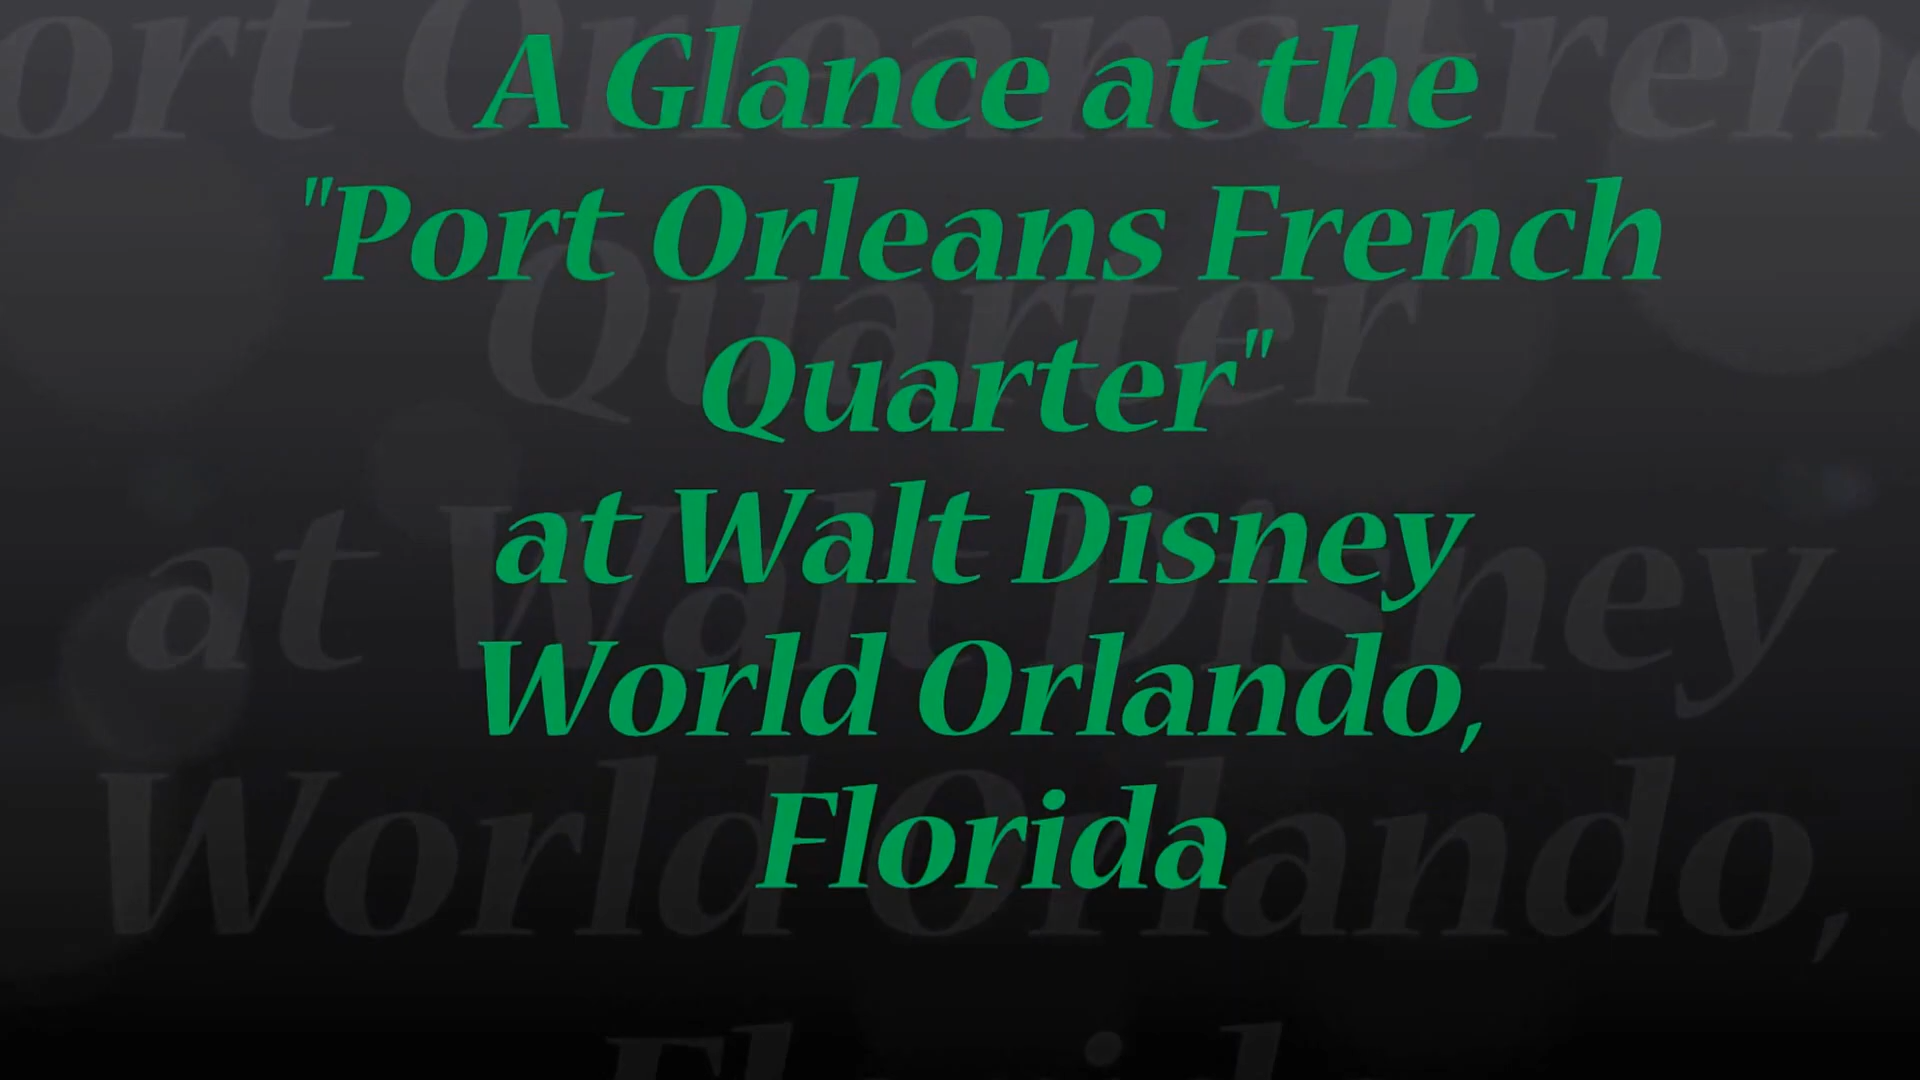 A Glance at the
"Port Orleans French
Quarter"
at Walt Disney
World Orlando,
Florida